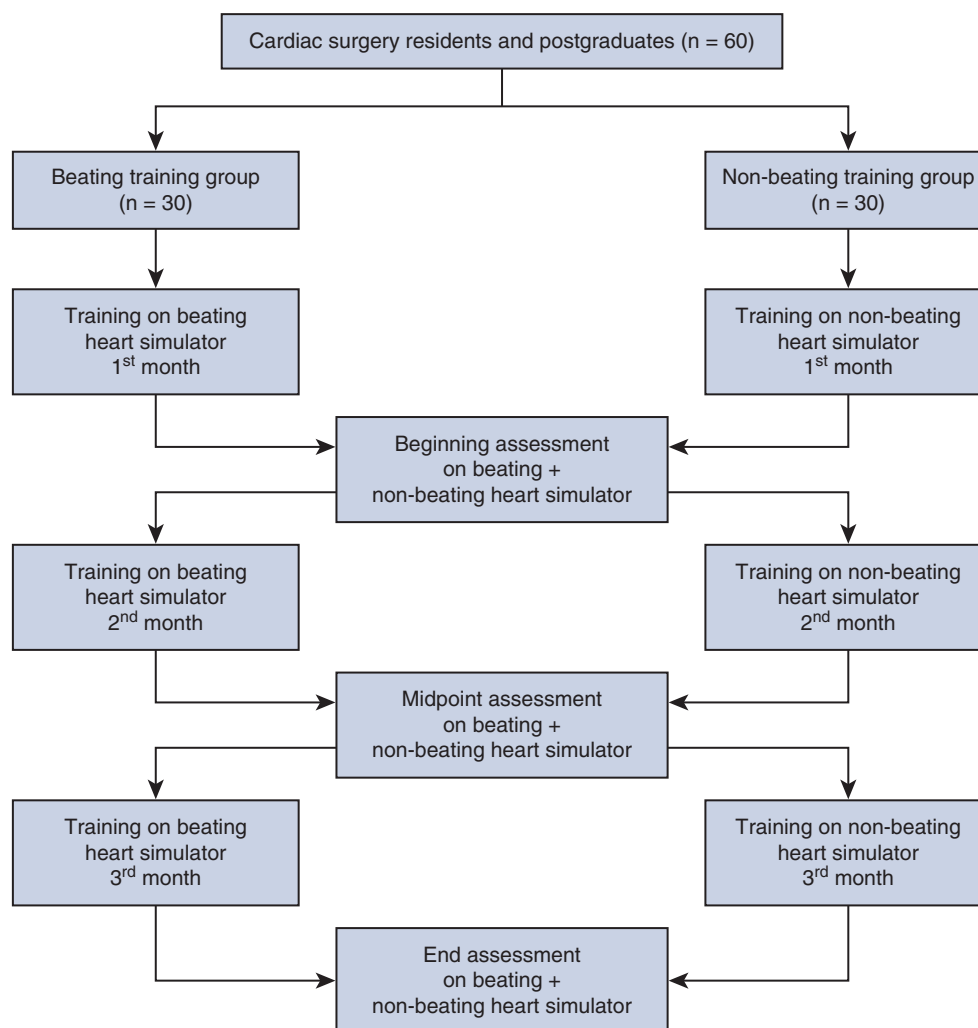 Cardiac surgery residents and postgraduates (n = 60)
Beating training group
(n = 30)
Non-beating training group
(n = 30)
Training on beating
heart simulator
1st month
Training on non-beating
heart simulator
1st month
Beginning assessment
on beating +
non-beating heart simulator
Training on beating
heart simulator
2nd month
Training on non-beating
heart simulator
2nd month
Midpoint assessment
on beating +
non-beating heart simulator
Training on beating
heart simulator
3rd month
Training on non-beating
heart simulator
3rd month
End assessment
on beating +
non-beating heart simulator